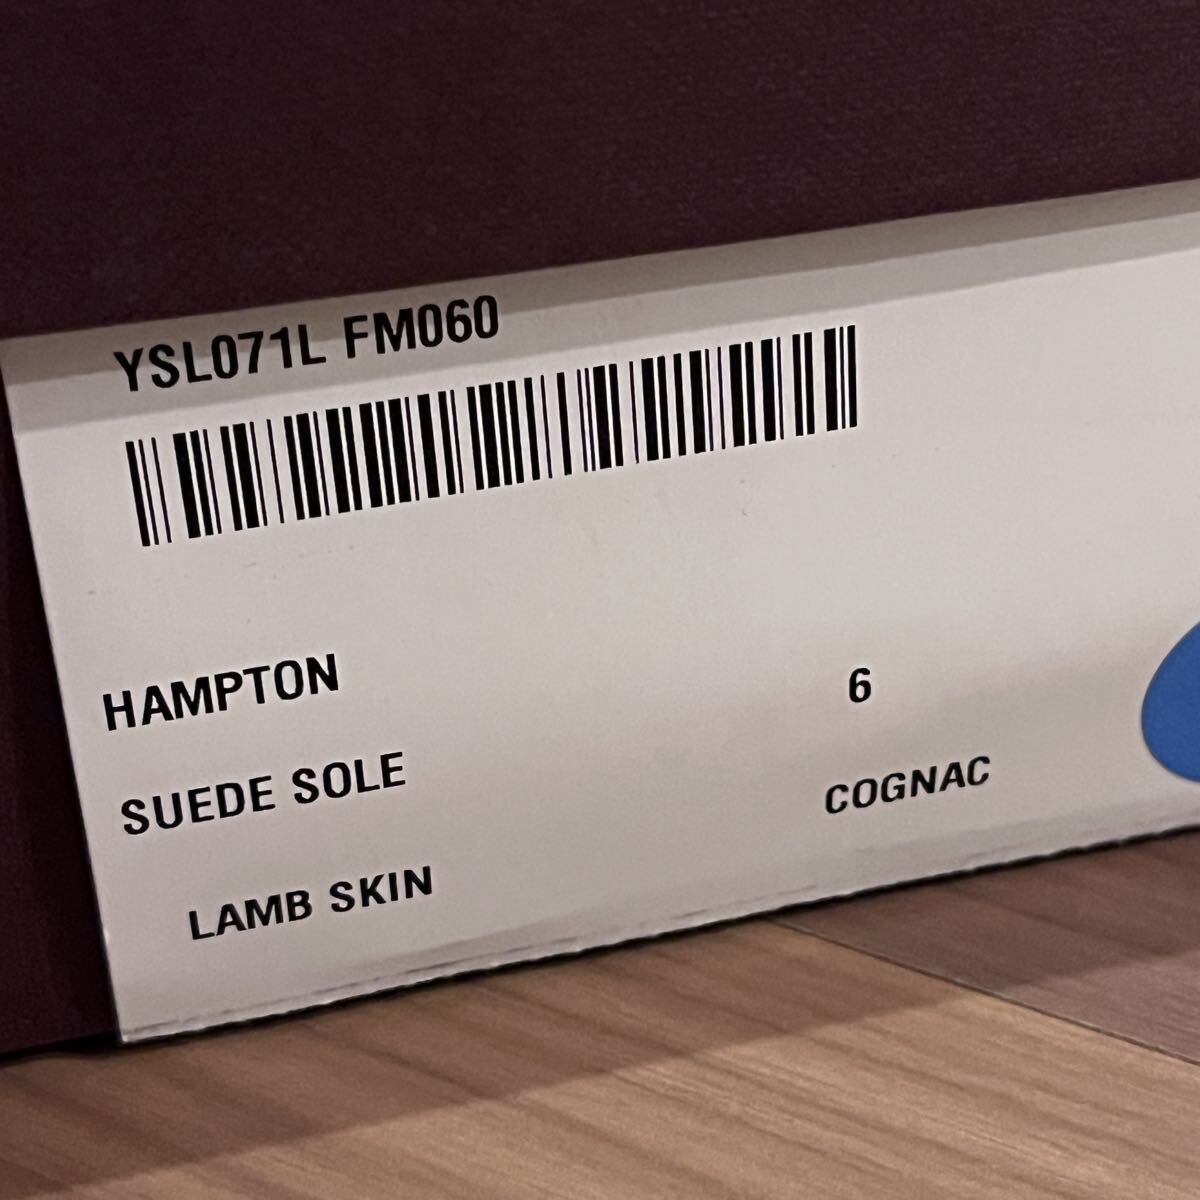 YSL071L FM060
HAMPTON 6
SUEDE SOLE COGNAC
LAMB SKIN